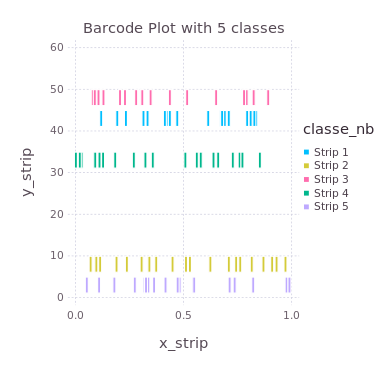 Barcode Plot with 5 classes
60
50
40
30
20
10
0
y_strip
0.0
0.5
1.0
x_strip
classe_nb
Strip 1
Strip 2
Strip 3
Strip 4
Strip 5